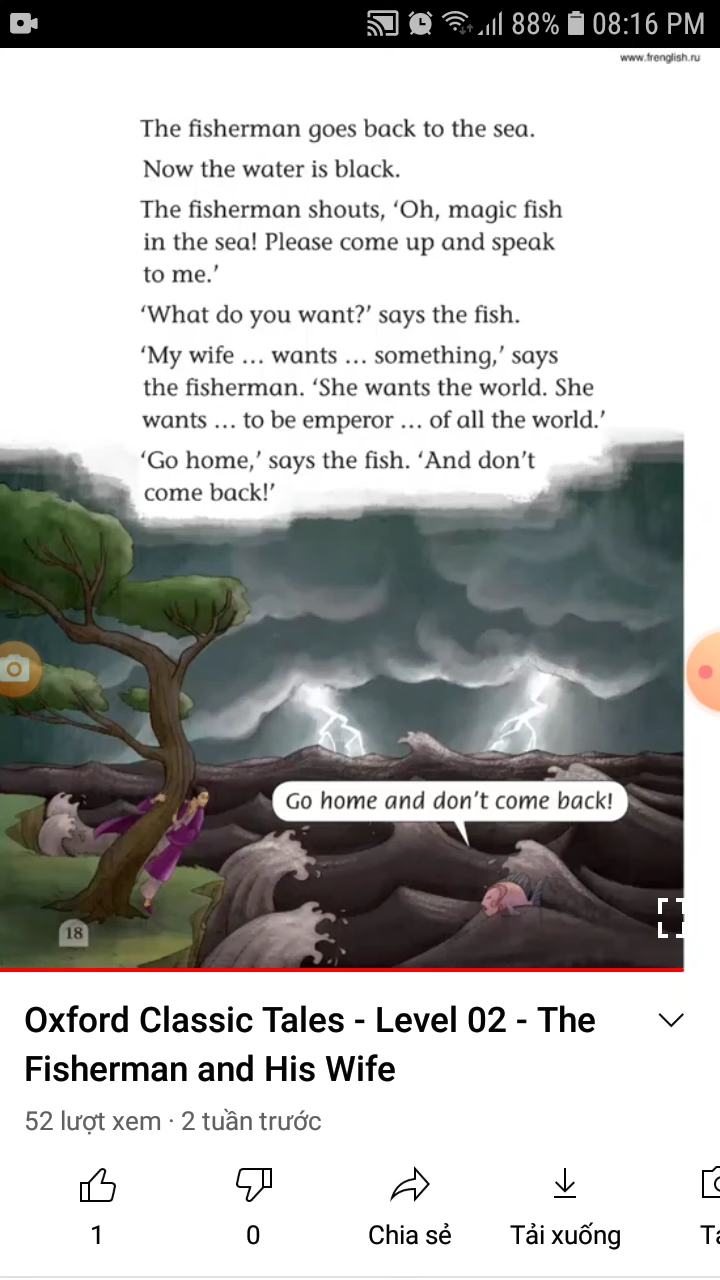 88% 08:16 PM
www.frenglish.ru
The fisherman goes back to the sea.
Now the water is black.
The fisherman shouts, ‘Oh, magic fish
in the sea! Please come up and speak
to me.’
‘What do you want?’ says the fish.
‘My wife ... wants ... something,’ says
the fisherman. ‘She wants the world. She
wants ... to be emperor ... of all the world.’
‘Go home,’ says the fish. ‘And don’t
come back!’
Go home and don’t come back!
18
Oxford Classic Tales - Level 02 - The
Fisherman and His Wife
52 lượt xem · 2 tuần trước
1 0 Chia sẻ Tải xuống